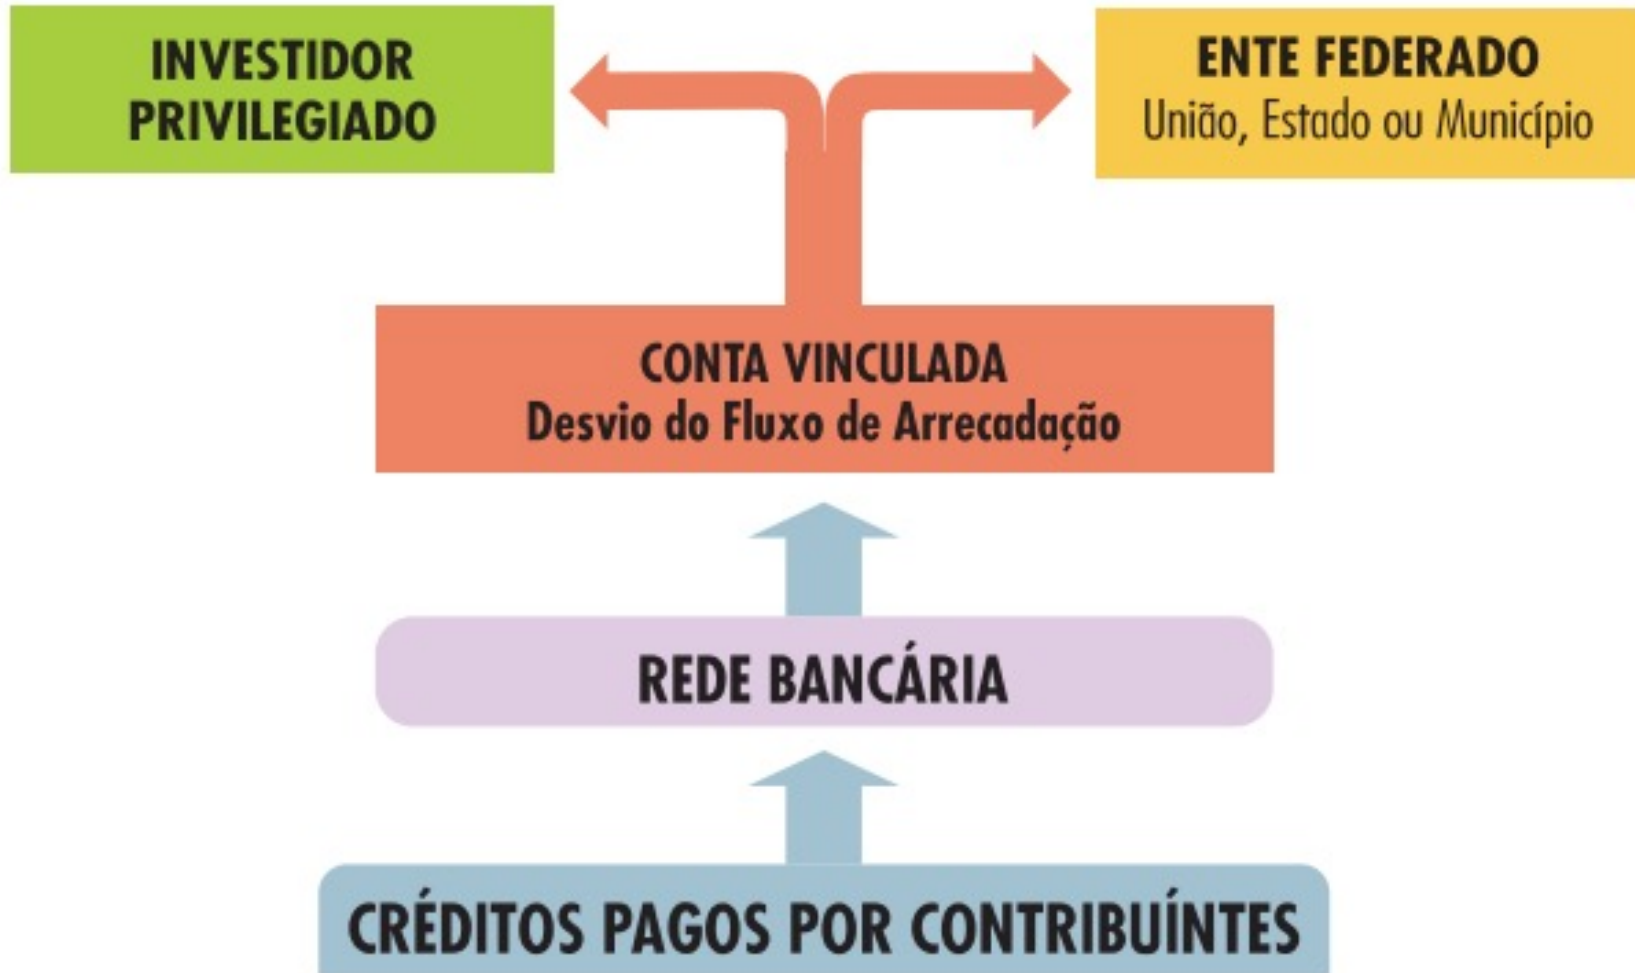 INVESTIDOR
PRIVILEGIADO
ENTE FEDERADO
União, Estado ou Município
CONTA VINCULADA
Desvio do Fluxo de Arrecadação
REDE BANCÁRIA
CRÉDITOS PAGOS POR CONTRIBUÍNTES